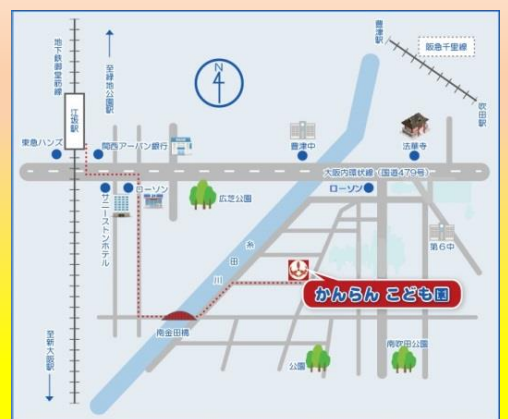 地下鉄御堂筋線
至緑地公園駅
豊津駅
阪急千里線
吹田駅
江坂駅
東急ハンズ
関西アーバン銀行
豊津中
法華寺
大阪内環状線(国道479号)
サニーストンホテル
ローソン
広芝公園
ローソン
第6中
糸田川
かんらん こども園
南金田橋
至新大阪駅
公園
南吹田公園